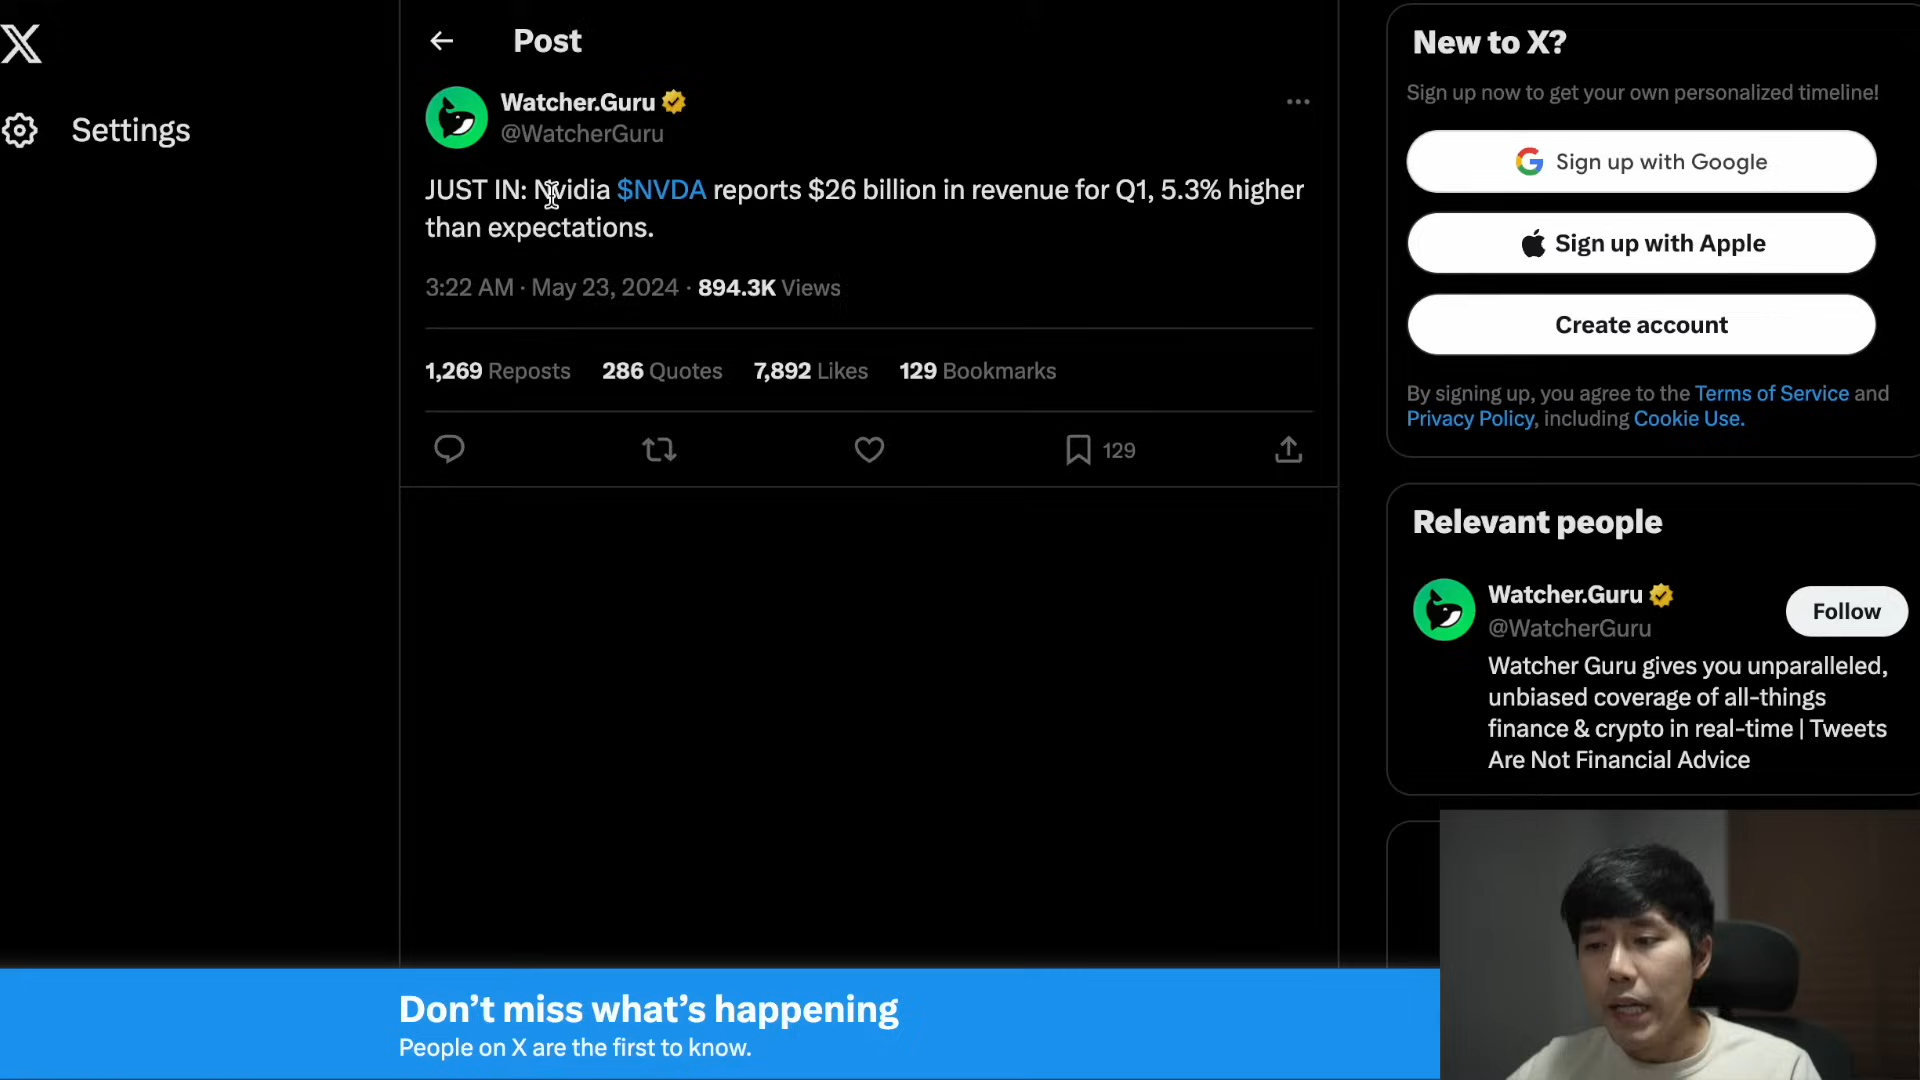 Settings
Post
Watcher.Guru
@WatcherGuru
JUST IN: Nvidia $NVDA reports $26 billion in revenue for Q1, 5.3% higher
than expectations.
3:22 AM · May 23, 2024 · 894.3K Views
1,269 Reposts 286 Quotes 7,892 Likes 129 Bookmarks
129
New to X?
Sign up now to get your own personalized timeline!
Sign up with Google
Sign up with Apple
Create account
By signing up, you agree to the Terms of Service and
Privacy Policy, including Cookie Use.
Relevant people
Watcher.Guru
@WatcherGuru
Follow
Watcher Guru gives you unparalleled,
unbiased coverage of all-things
finance & crypto in real-time | Tweets
Are Not Financial Advice
Don’t miss what’s happening
People on X are the first to know.